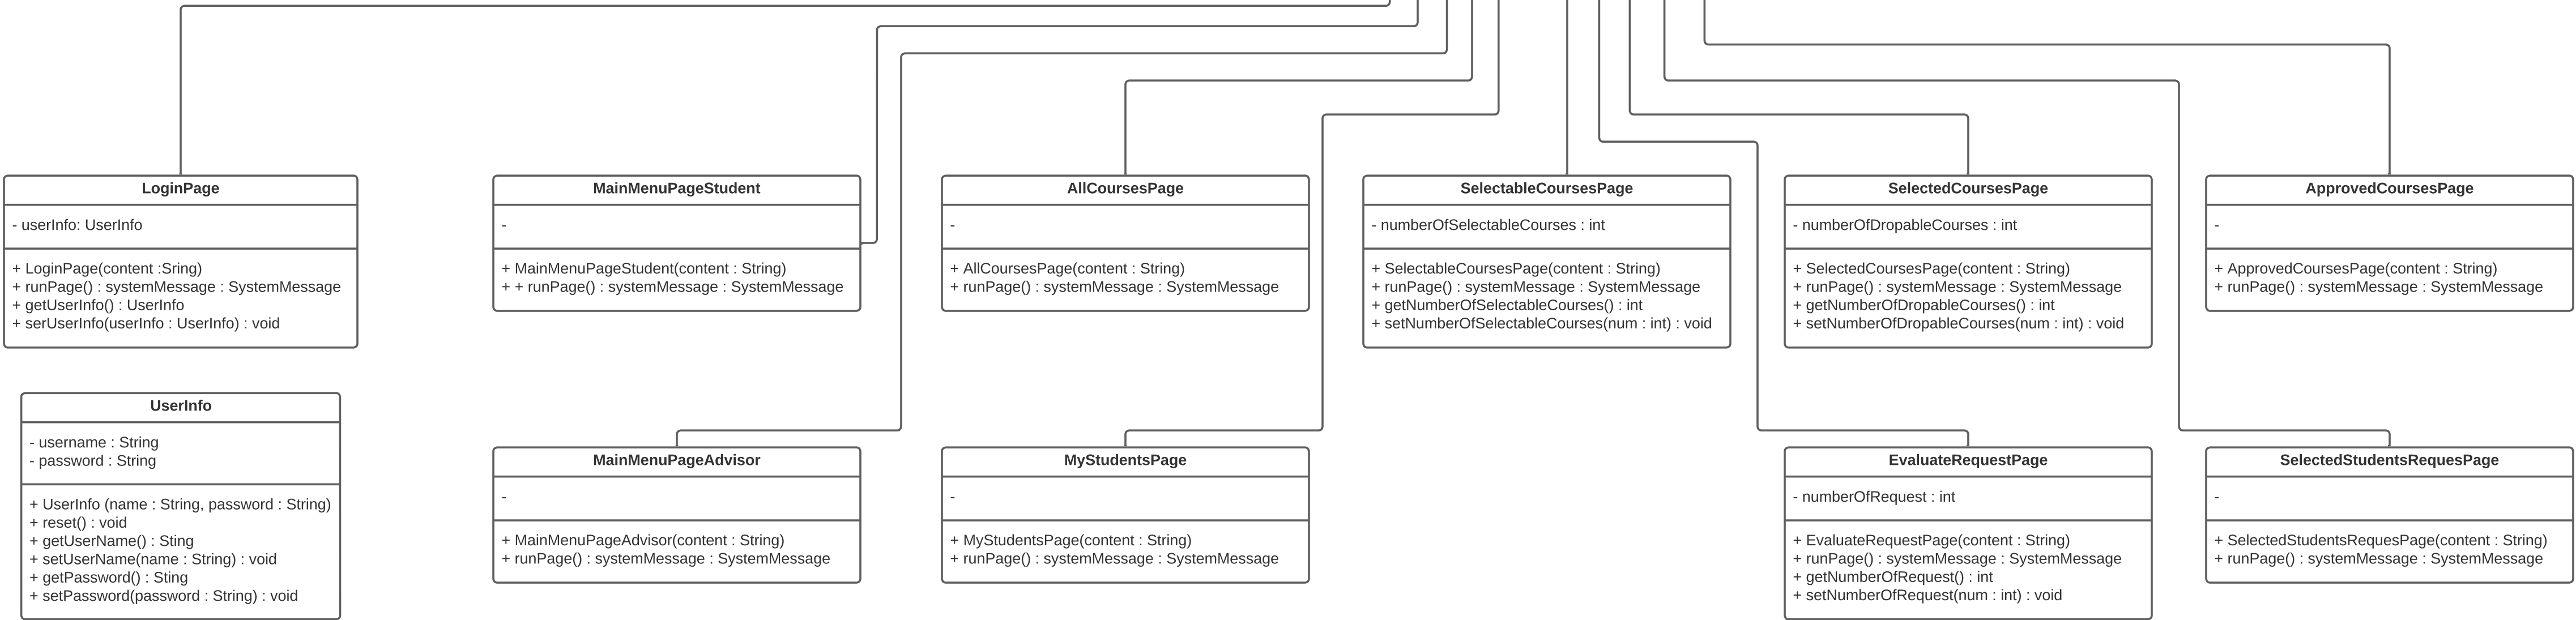 LoginPage
- userInfo: UserInfo
+ LoginPage(content :Sring)
+ runPage() : systemMessage : SystemMessage
+ getUserInfo() : UserInfo
+ serUserInfo(userInfo : UserInfo) : void
MainMenuPageStudent
-
+ MainMenuPageStudent(content : String)
+ + runPage() : systemMessage : SystemMessage
AllCoursesPage
-
+ AllCoursesPage(content : String)
+ runPage() : systemMessage : SystemMessage
SelectableCoursesPage
- numberOfSelectableCourses : int
+ SelectableCoursesPage(content : String)
+ runPage() : systemMessage : SystemMessage
+ getNumberOfSelectableCourses() : int
+ setNumberOfSelectableCourses(num : int) : void
SelectedCoursesPage
- numberOfDropableCourses : int
+ SelectedCoursesPage(content : String)
+ runPage() : systemMessage : SystemMessage
+ getNumberOfDropableCourses() : int
+ setNumberOfDropableCourses(num : int) : void
ApprovedCoursesPage
-
+ ApprovedCoursesPage(content : String)
+ runPage() : systemMessage : SystemMessage
UserInfo
- username : String
- password : String
+ UserInfo (name : String, password : String)
+ reset() : void
+ getUserName() : Sting
+ setUserName(name : String) : void
+ getPassword() : Sting
+ setPassword(password : String) : void
MainMenuPageAdvisor
-
+ MainMenuPageAdvisor(content : String)
+ runPage() : systemMessage : SystemMessage
MyStudentsPage
-
+ MyStudentsPage(content : String)
+ runPage() : systemMessage : SystemMessage
EvaluateRequestPage
- numberOfRequest : int
+ EvaluateRequestPage(content : String)
+ runPage() : systemMessage : SystemMessage
+ getNumberOfRequest() : int
+ setNumberOfRequest(num : int) : void
SelectedStudentsRequesPage
-
+ SelectedStudentsRequesPage(content : String)
+ runPage() : systemMessage : SystemMessage